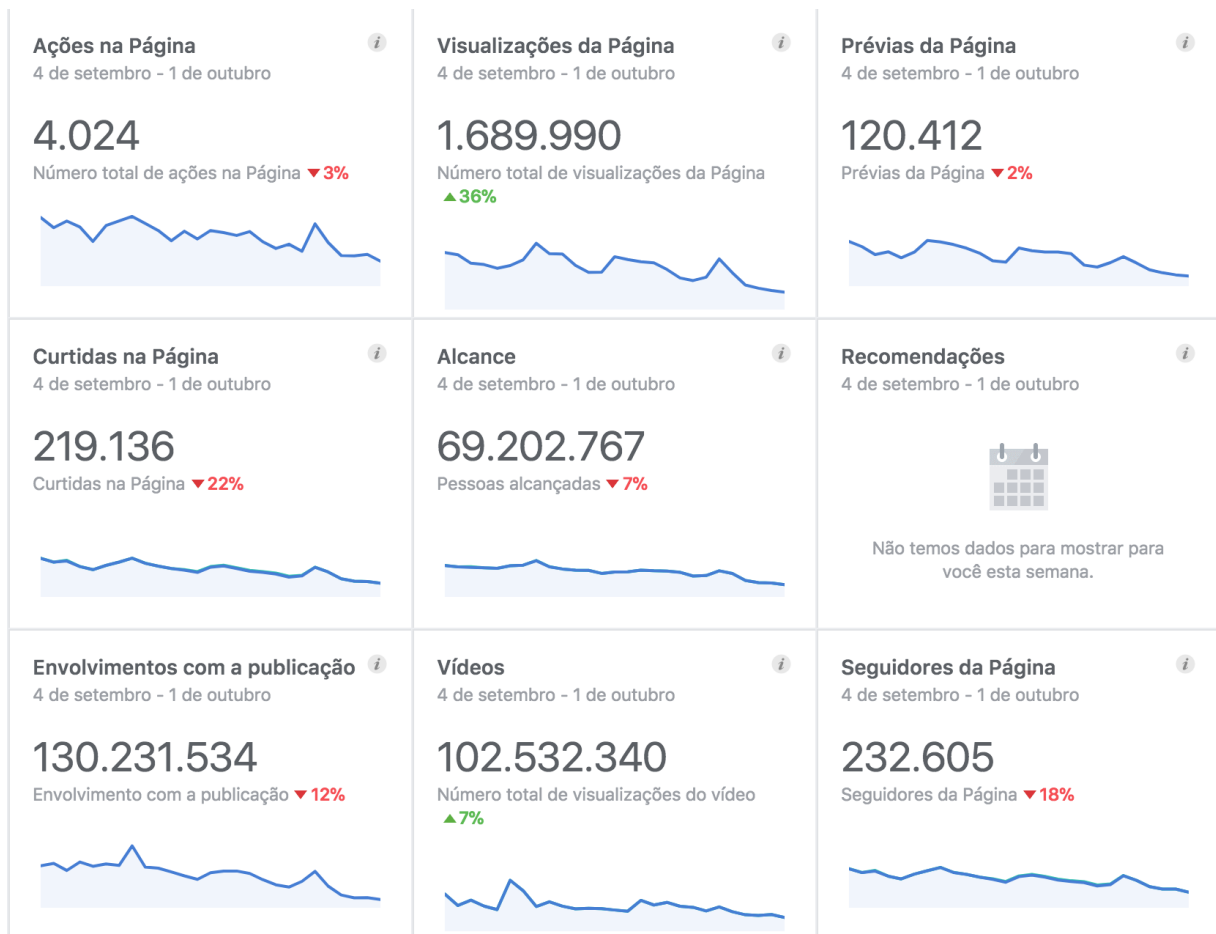 Ações na Página
4 de setembro - 1 de outubro
4.024
Número total de ações na Página ▼3%
Visualizações da Página
4 de setembro - 1 de outubro
1.689.990
Número total de visualizações da Página
▲36%
Prévias da Página
4 de setembro - 1 de outubro
120.412
Prévias da Página ▼2%
Curtidas na Página
4 de setembro - 1 de outubro
219.136
Curtidas na Página ▼22%
Alcance
4 de setembro - 1 de outubro
69.202.767
Pessoas alcançadas ▼7%
Recomendações
4 de setembro - 1 de outubro
Não temos dados para mostrar para
você esta semana.
Envolvimentos com a publicação
4 de setembro - 1 de outubro
130.231.534
Envolvimento com a publicação ▼12%
Vídeos
4 de setembro - 1 de outubro
102.532.340
Número total de visualizações do vídeo
▲7%
Seguidores da Página
4 de setembro - 1 de outubro
232.605
Seguidores da Página ▼18%